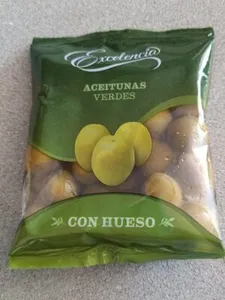 Excelencia
ACEITUNAS
VERDES
CON HUESO